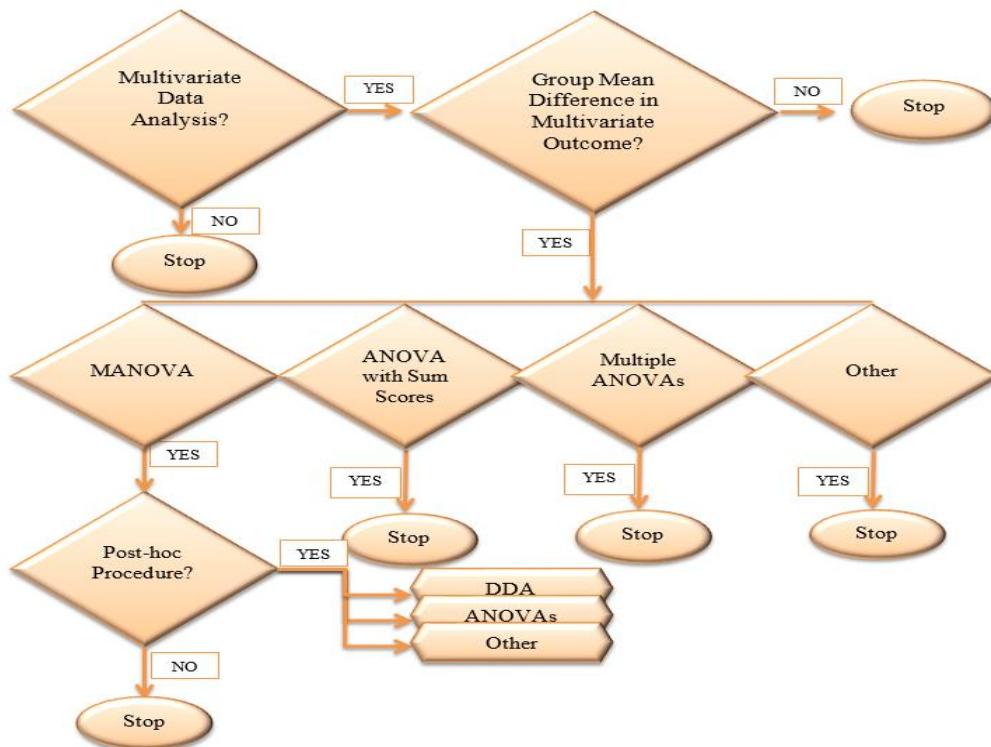 Multivariate
Data
Analysis?
YES
Group Mean
Difference in
Multivariate
Outcome?
NO
Stop
NO
Stop
YES
MANOVA
ANOVA
with Sum
Scores
Multiple
ANOVAs
Other
YES
YES
YES
YES
Stop
Stop
Stop
Post-hoc
Procedure?
YES
DDA
ANOVAs
Other
NO
Stop